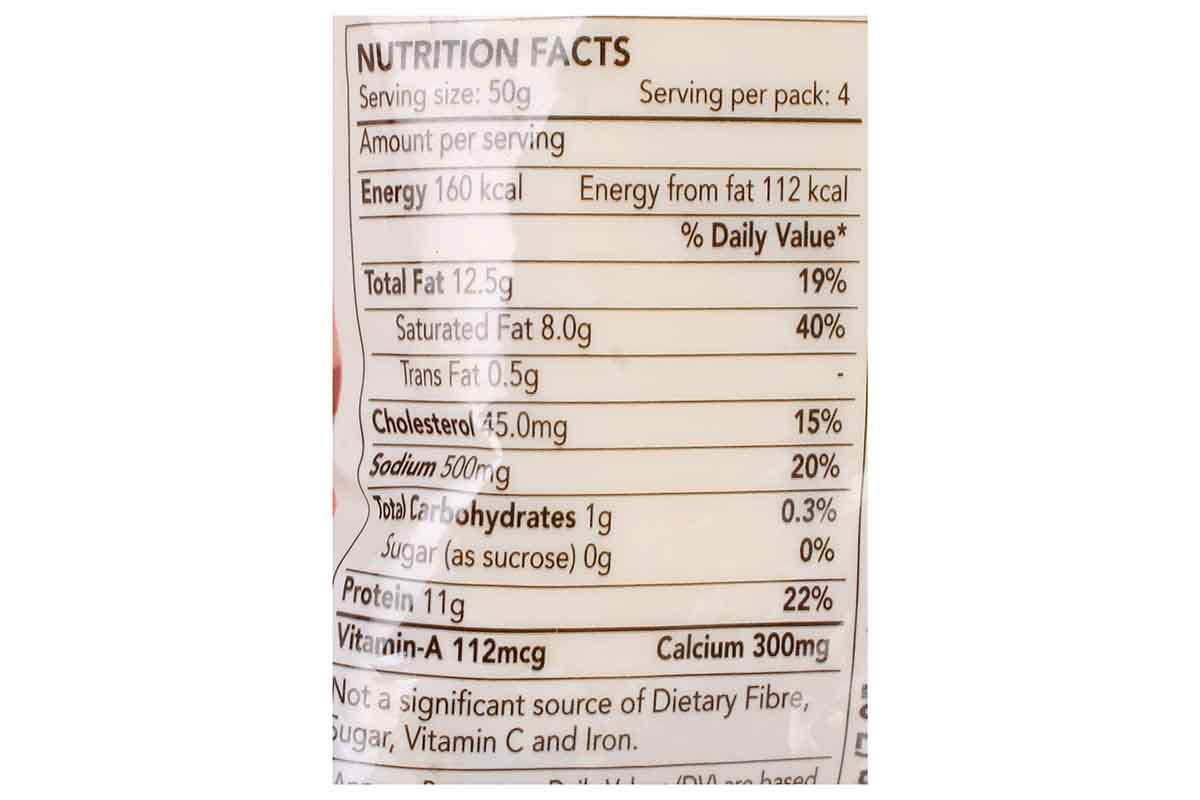 NUTRITION FACTS
Serving size: 50g Serving per pack: 4
Amount per serving
Energy 160 kcal Energy from fat 112 kcal
% Daily Value*
Total Fat 12.5g 19%
Saturated Fat 8.0g 40%
Trans Fat 0.5g -
Cholesterol 45.0mg 15%
Sodium 500mg 20%
Total Carbohydrates 1g 0.3%
Sugar (as sucrose) 0g 0%
Protein 11g 22%
Vitamin-A 112mcg Calcium 300mg
Not a significant source of Dietary Fibre,
Sugar, Vitamin C and Iron.
(DV) are based